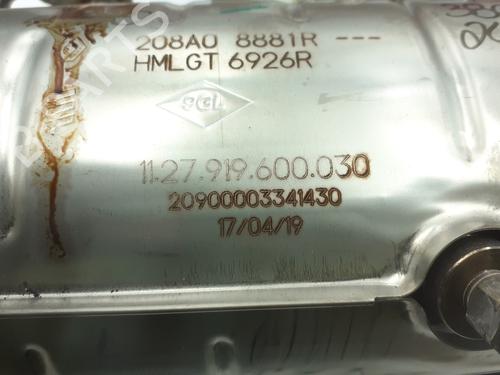 208A0 8881R ---
HMLGT 6926R
11.27.919.600.030
20900003341430
17/04/19